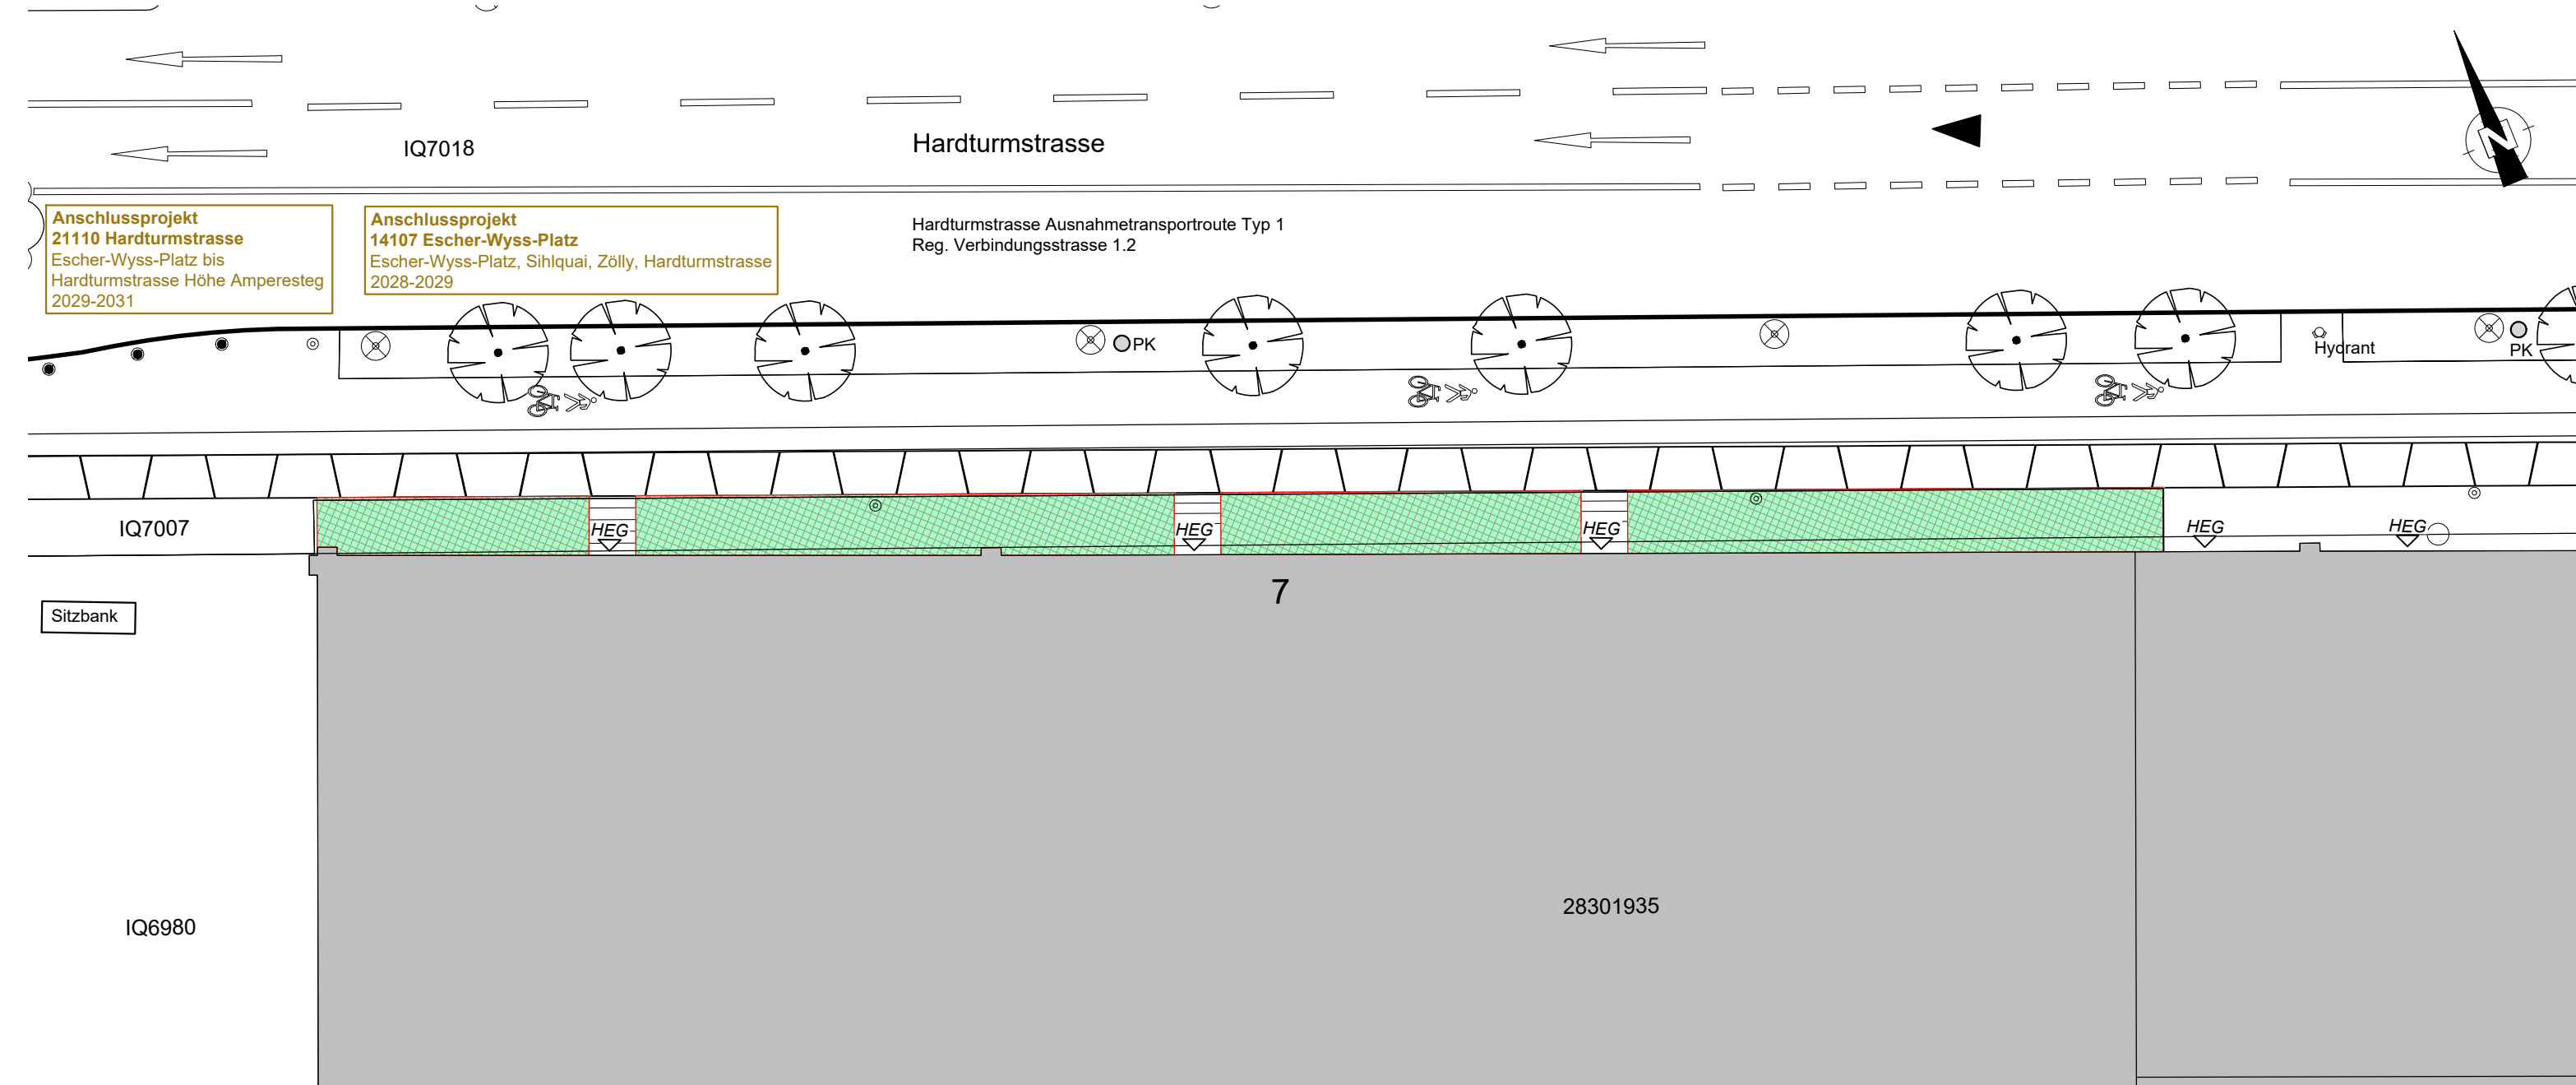 IQ7018
Hardturmstrasse
N
Anschlussprojekt
21110 Hardturmstrasse
Escher-Wyss-Platz bis
Hardturmstrasse Höhe Amperesteg
2029-2031
Anschlussprojekt
14107 Escher-Wyss-Platz
Escher-Wyss-Platz, Sihlquai, Zölly, Hardturmstrasse
2028-2029
Hardturmstrasse Ausnahmetransportroute Typ 1
Reg. Verbindungsstrasse 1.2
PK
Hydrant
PK
IQ7007
HEG
HEG
HEG
HEG
HEG
7
Sitzbank
28301935
IQ6980